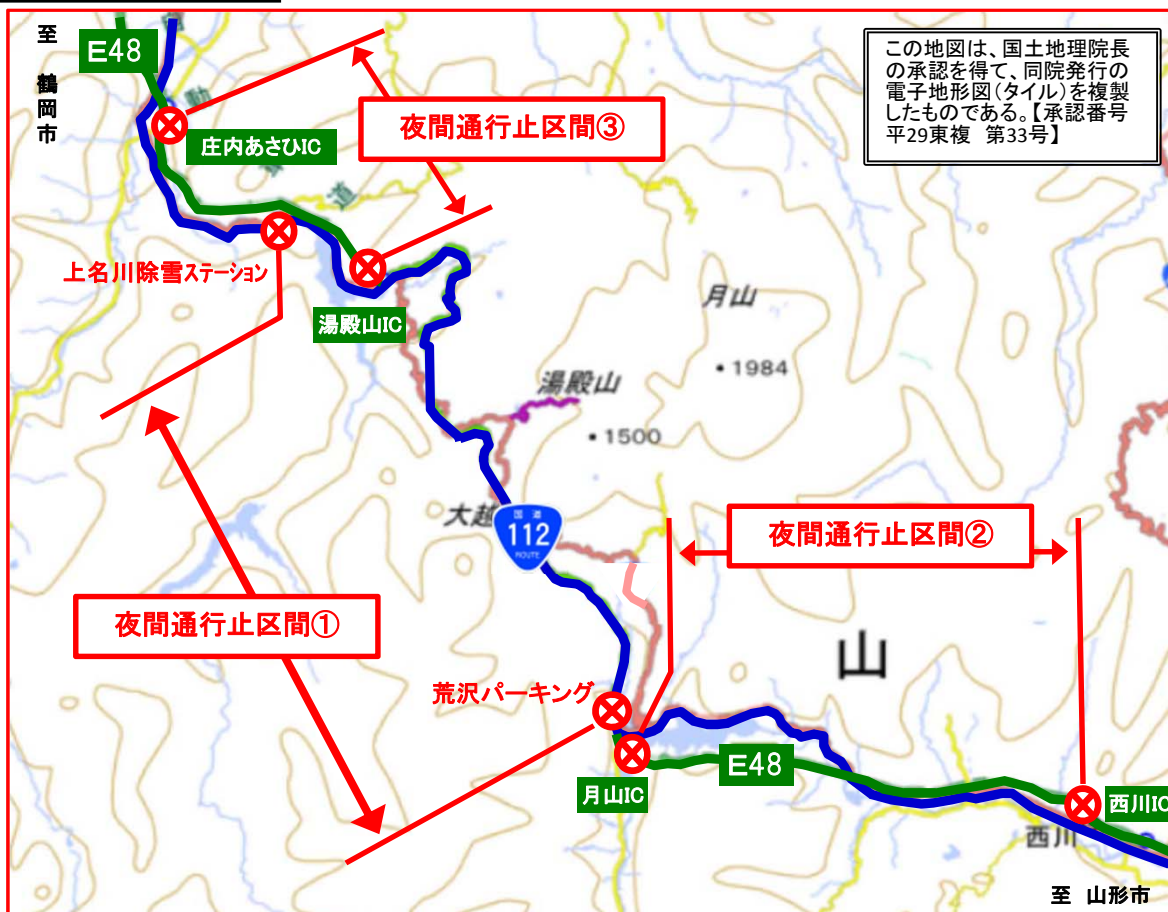 至 鶴岡市
E48
この地図は、国土地理院長
の承認を得て、同院発行の
電子地形図(タイル)を複製
したものである。【承認番号
平29東複 第33号】
動
夜間通行止区間③
庄内あさひIC
道
上名川除雪ステーション
湯殿山IC
月山
・1984
湯殿山
・1500
大越
国道
112
ROUTE
夜間通行止区間②
夜間通行止区間①
山
荒沢パーキング
E48
月山IC
西川IC
西川
至 山形市